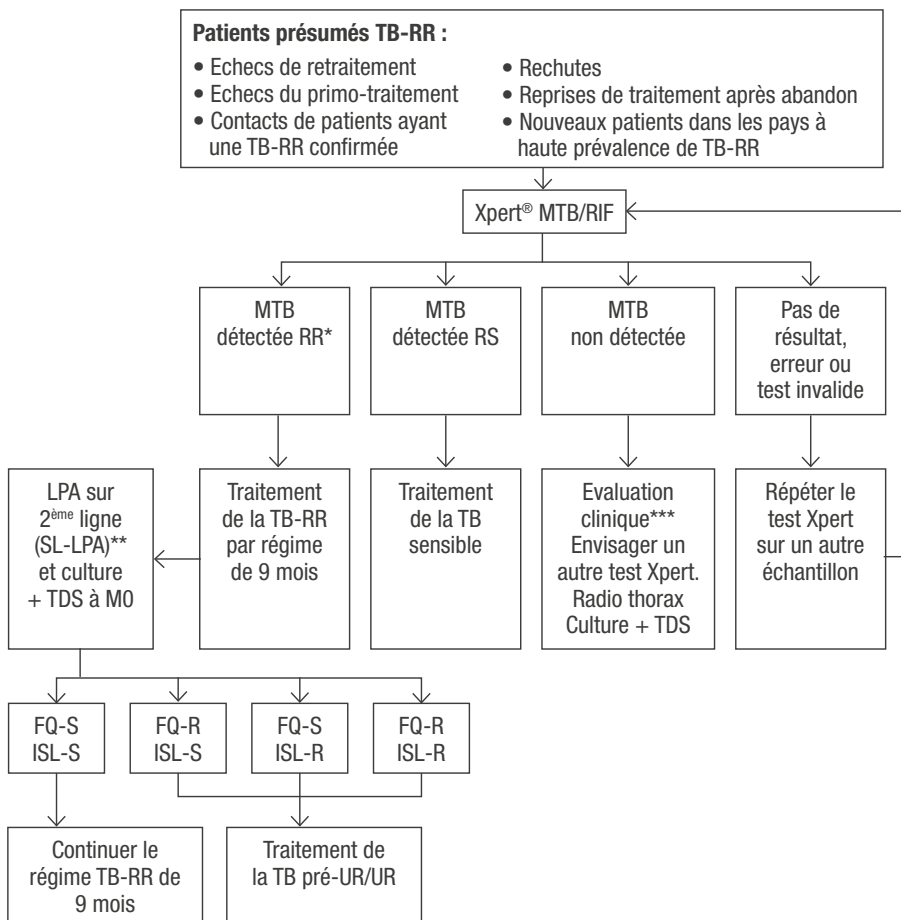 Patients présumés TB-RR :
• Echecs de retraitement
• Echecs du primo-traitement
• Contacts de patients ayant
une TB-RR confirmée
• Rechutes
• Reprises de traitement après abandon
• Nouveaux patients dans les pays à
haute prévalence de TB-RR
Xpert® MTB/RIF
MTB
détectée RR*
MTB
détectée RS
MTB
non détectée
Pas de
résultat,
erreur ou
test invalide
LPA sur
2ème ligne
(SL-LPA)**
et culture
+ TDS à M0
Traitement
de la TB-RR
par régime
de 9 mois
Traitement
de la TB
sensible
Evaluation
clinique***
Envisager un
autre test Xpert.
Radio thorax
Culture + TDS
Répéter le
test Xpert
sur un autre
échantillon
FQ-S
ISL-S
FQ-R
ISL-S
FQ-S
ISL-R
FQ-R
ISL-R
Continuer le
régime TB-RR de
9 mois
Traitement de
la TB pré-UR/UR